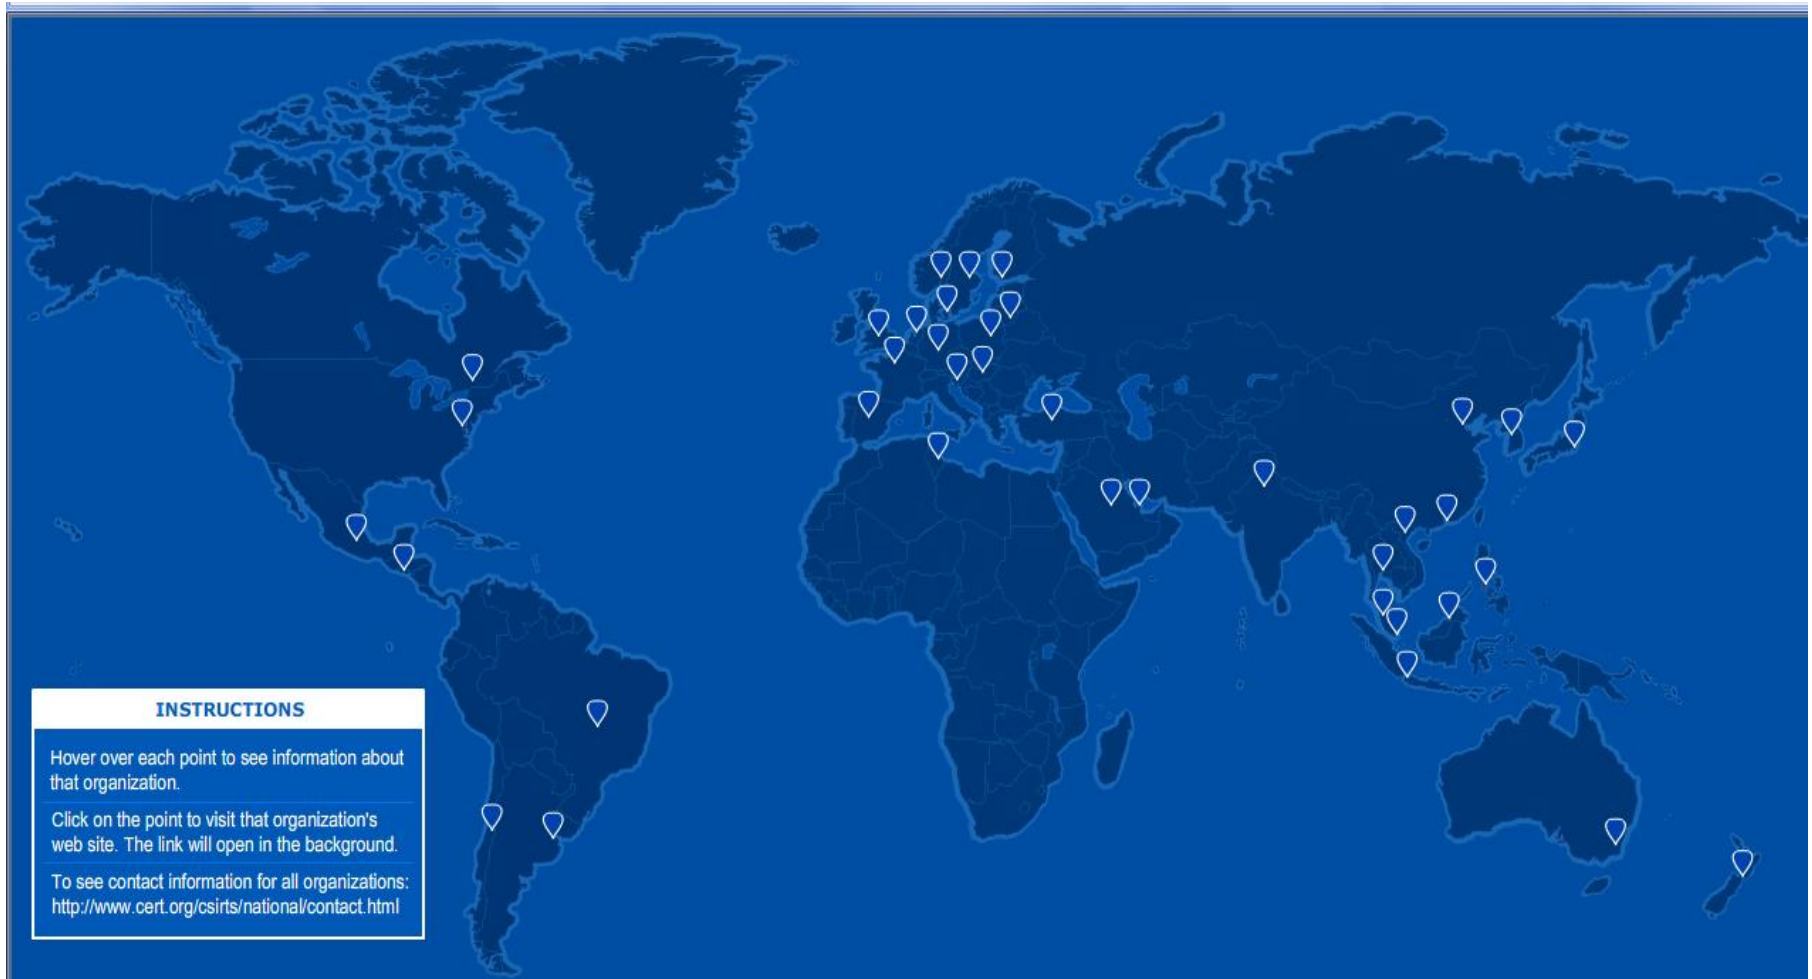 INSTRUCTIONS
Hover over each point to see information about
that organization.
Click on the point to visit that organization's
web site. The link will open in the background.
To see contact information for all organizations:
http://www.cert.org/csirts/national/contact.html